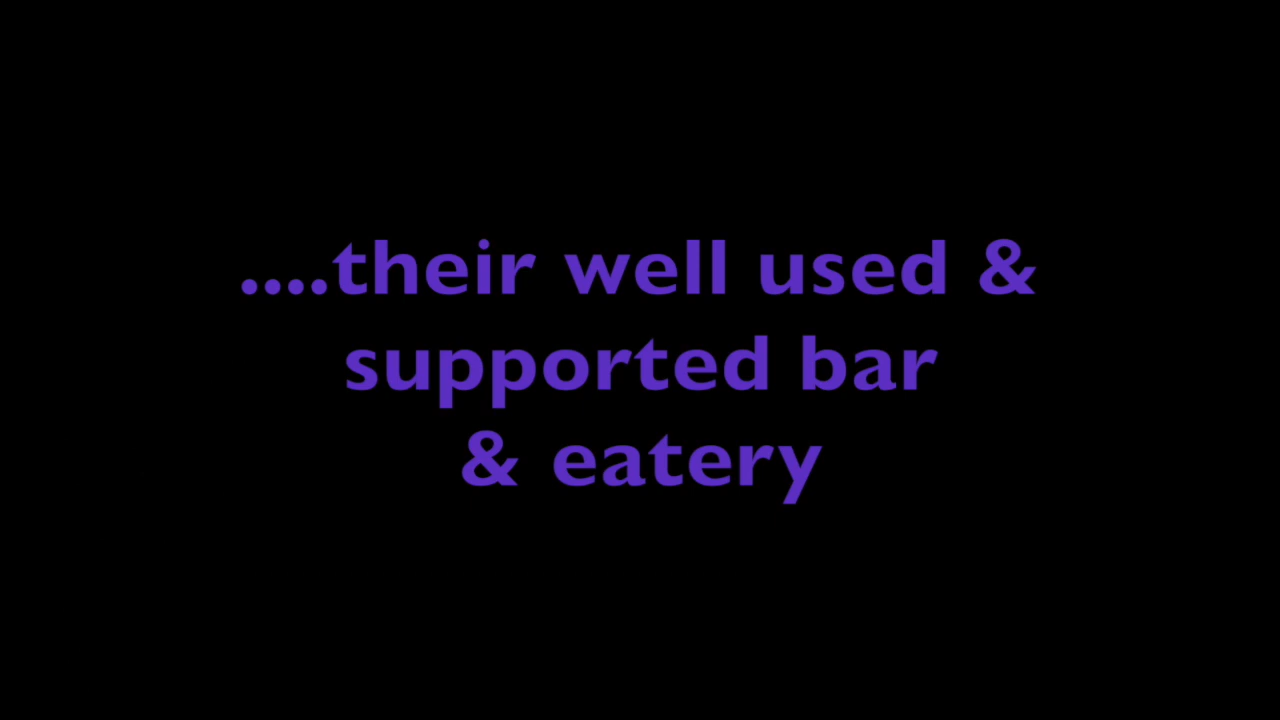 ....their well used &
supported bar
& eatery